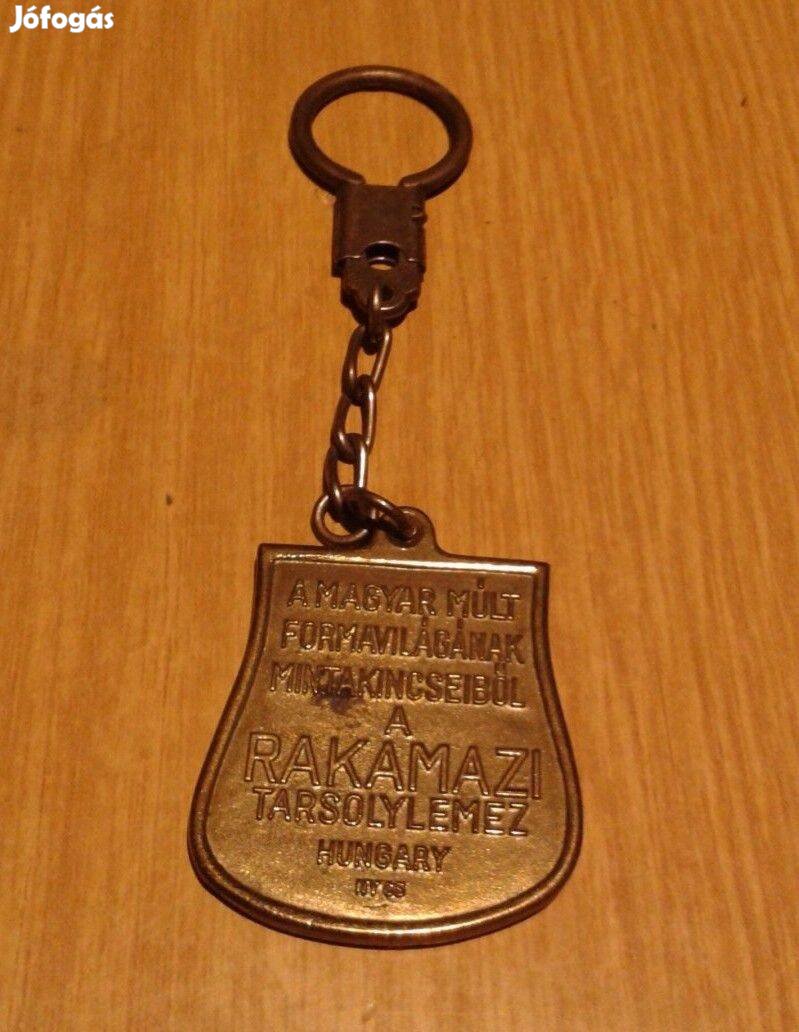 Jófogás
A MAGYAR MÚLT
FORMAVILÁGÁNAK
MINTAKINCSEIBŐL
A
RAKAMAZI
TARSOLYLEMEZ
HUNGARY